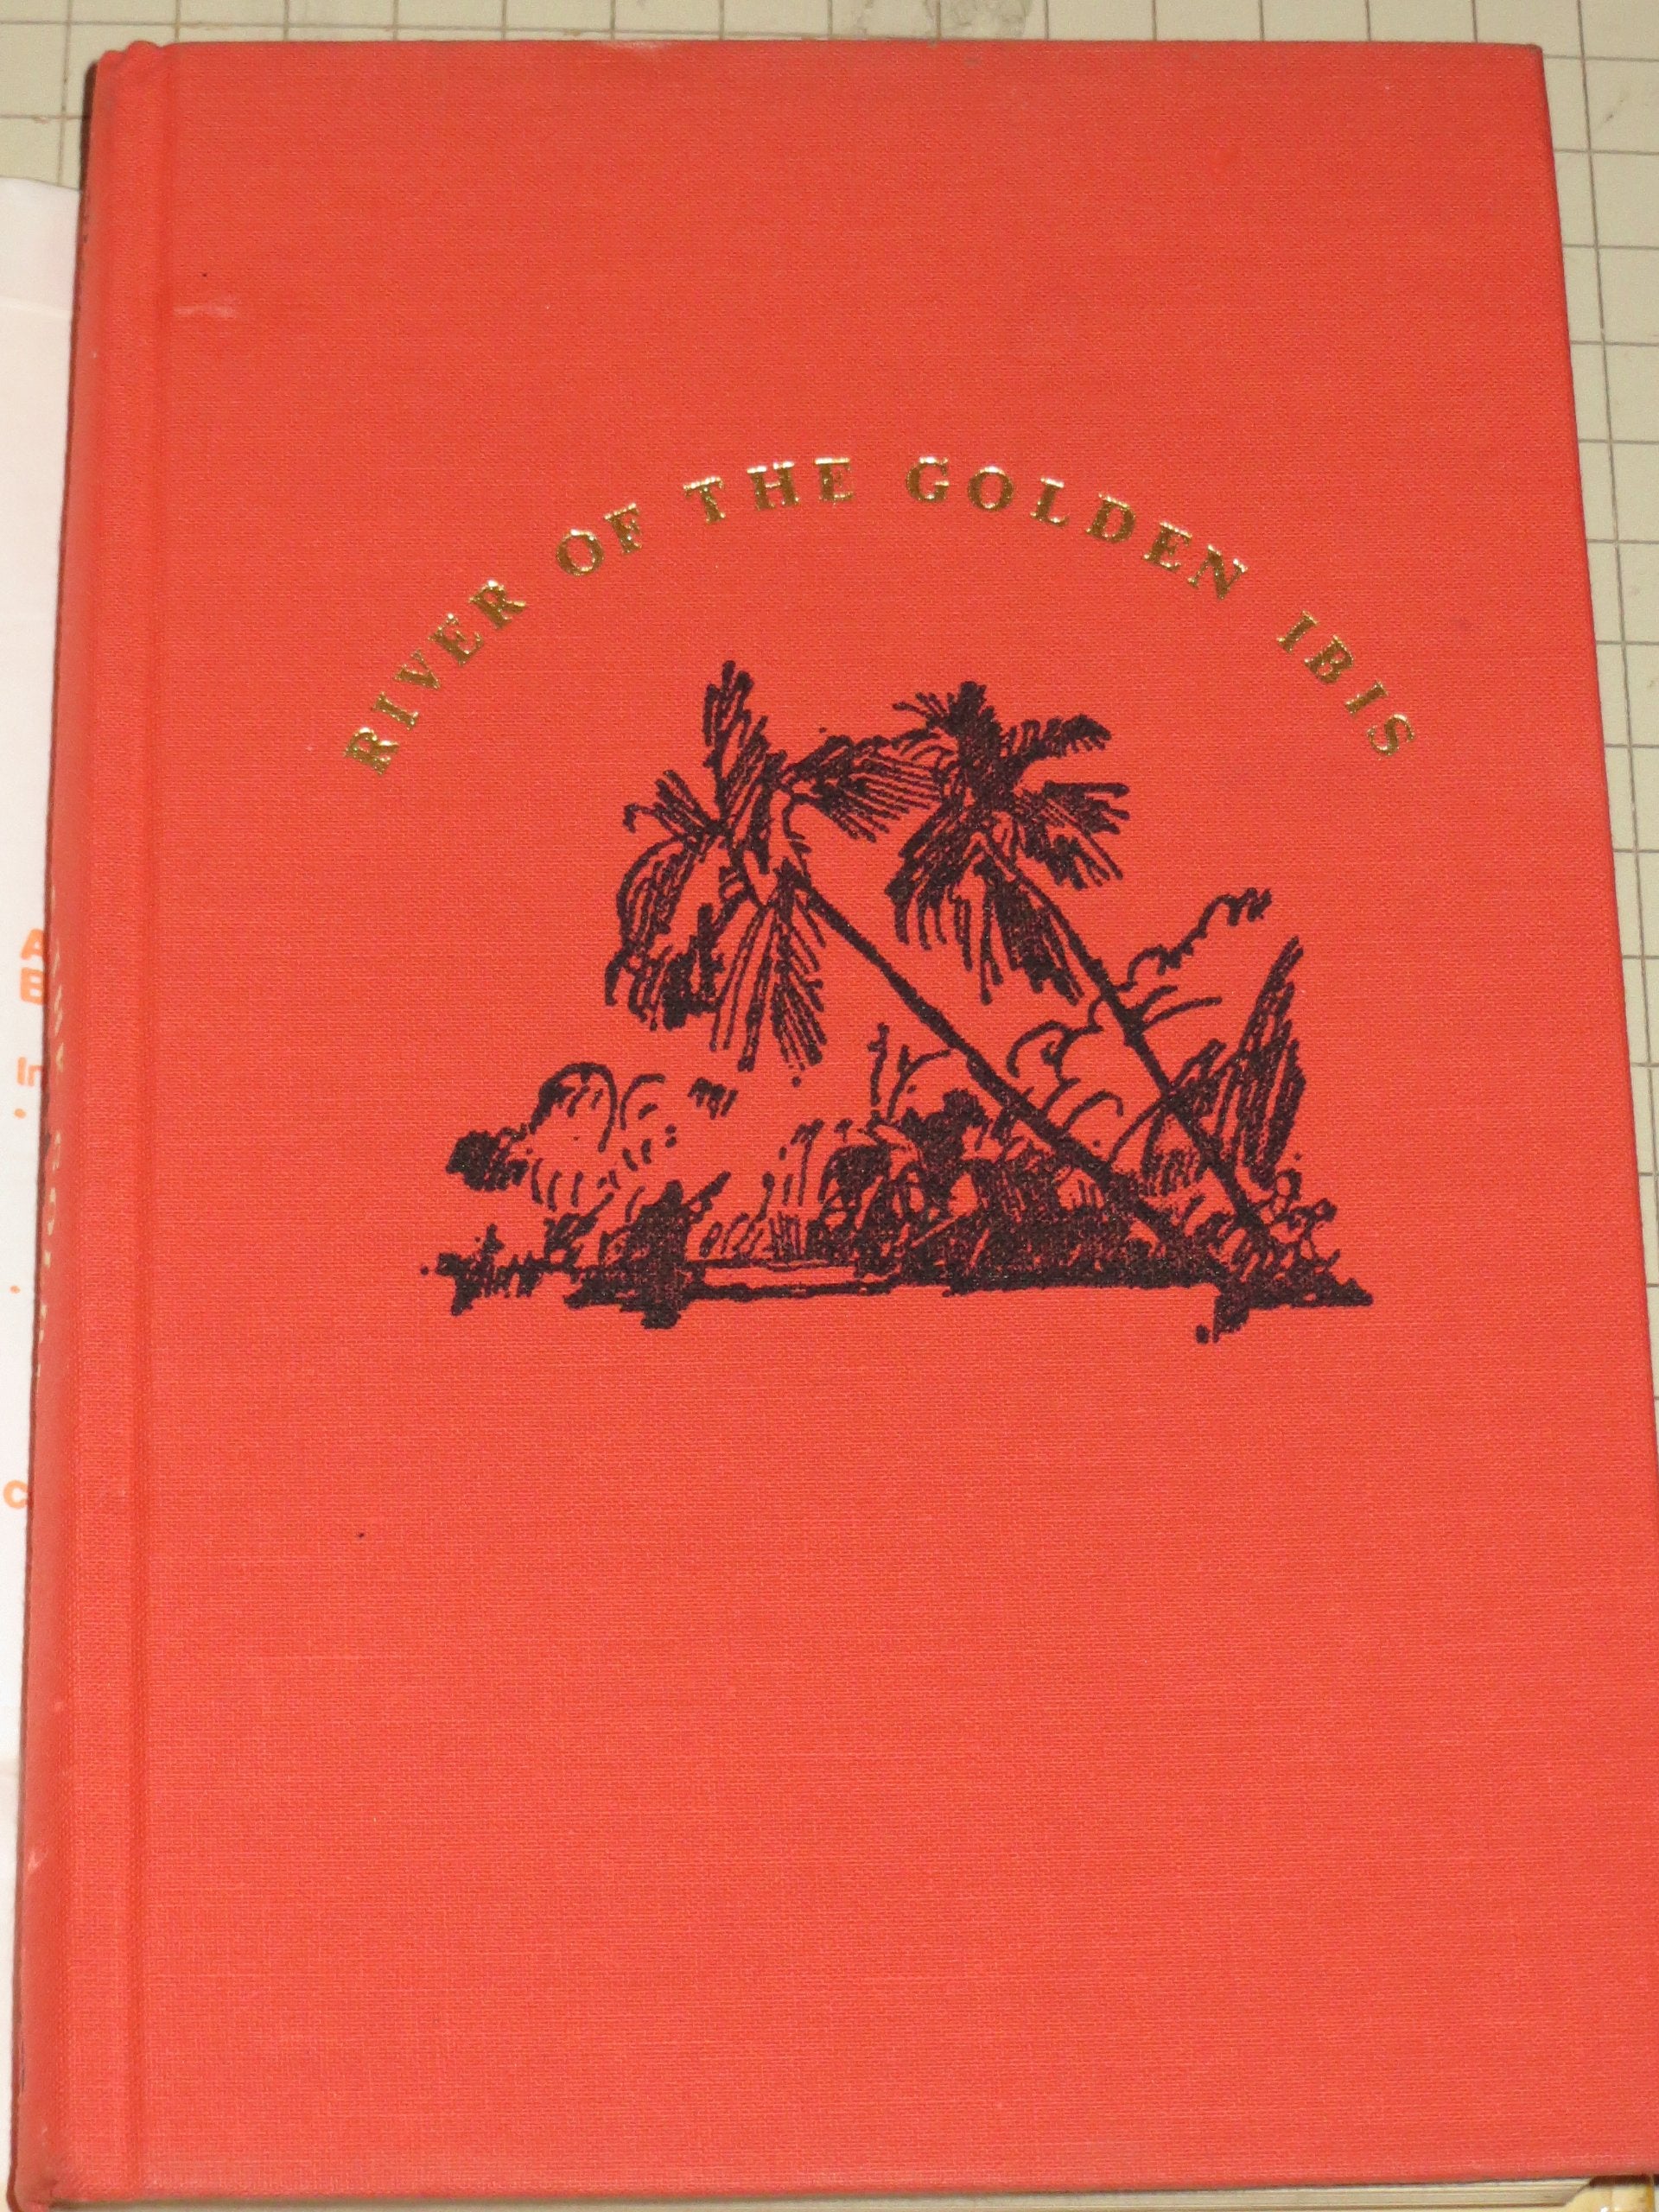 RIVER OF THE GOLDEN IBIS